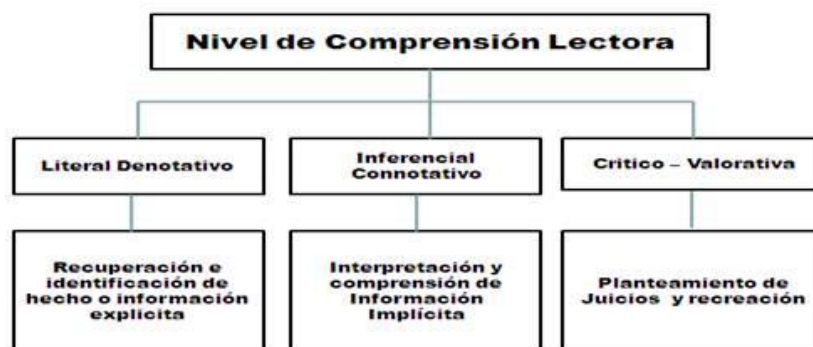 Nivel de Comprensión Lectora
Literal Denotativo
Inferencial
Connotativo
Critico – Valorativa
Recuperación e
identificación de
hecho o información
explicita
Interpretación y
comprensión de
Información
Implícita
Planteamiento de
Juicios y recreación